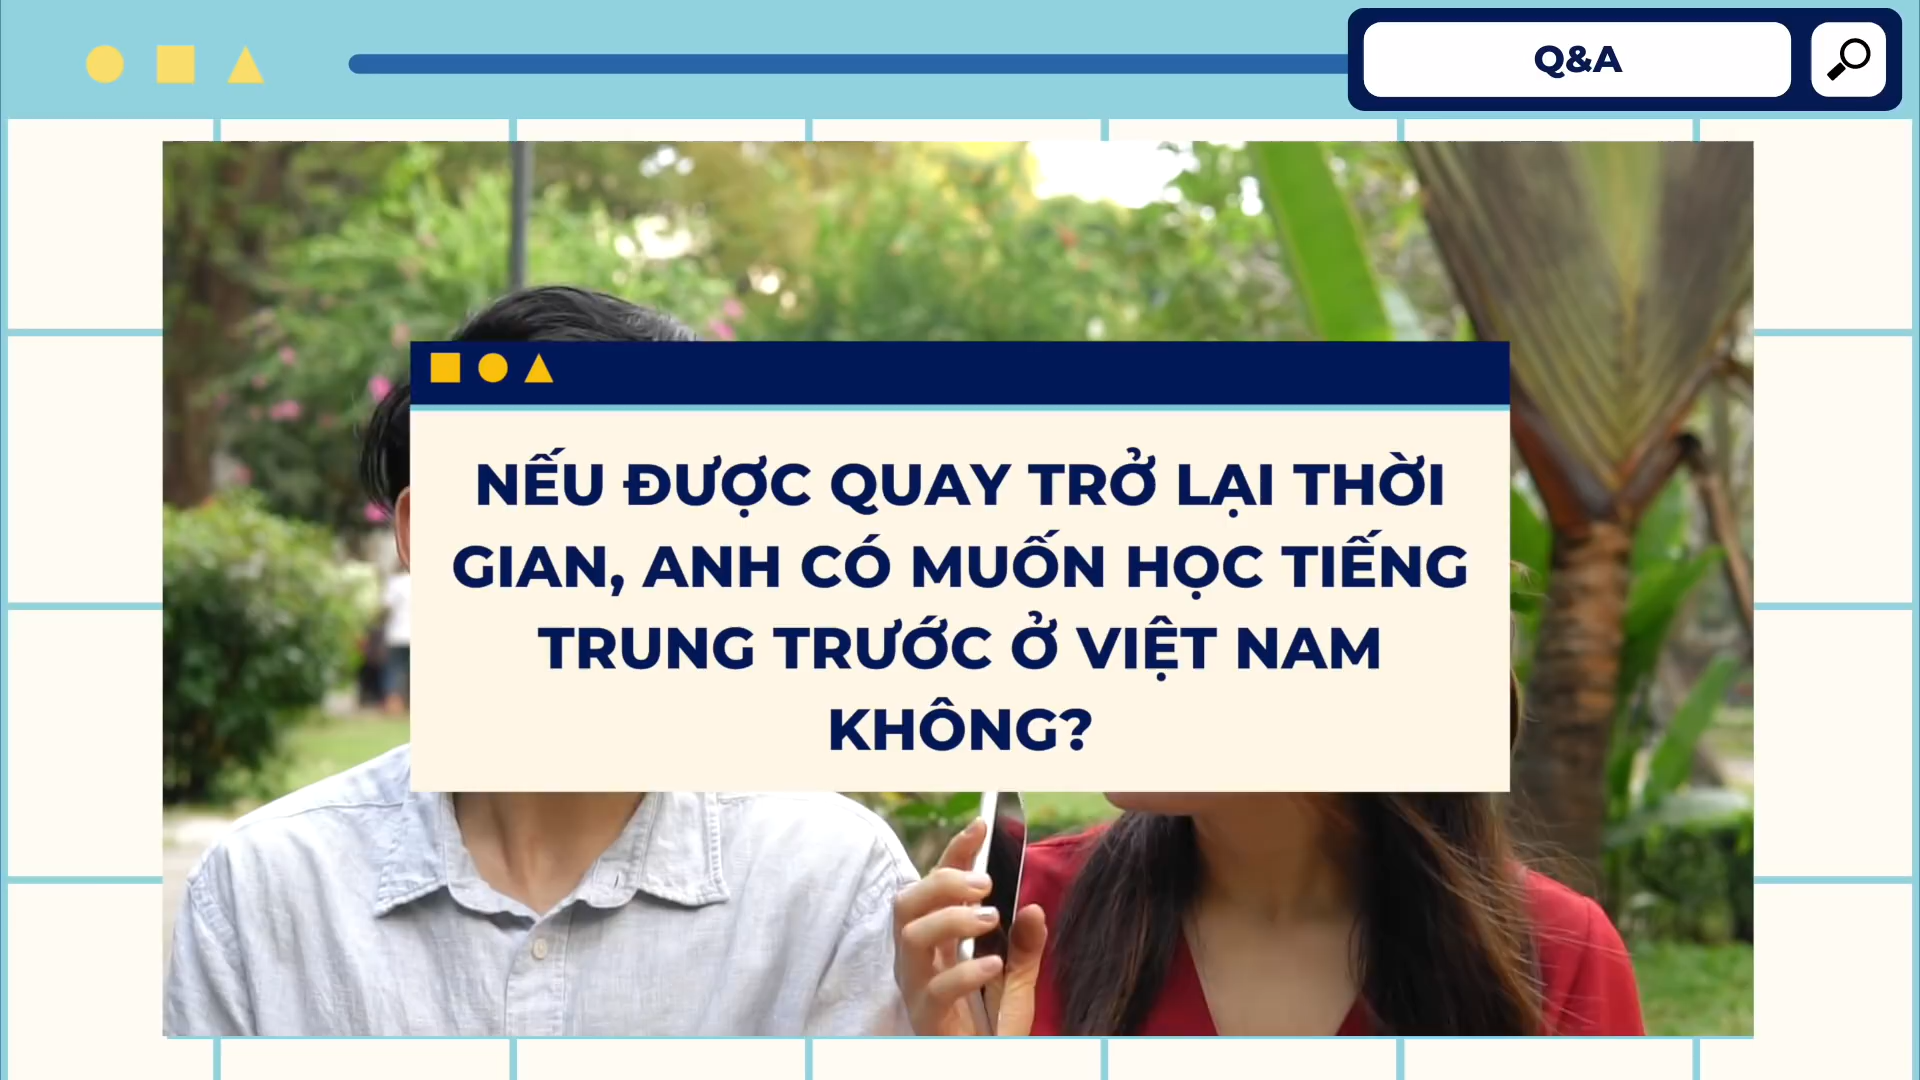 Q&A
NẾU ĐƯỢC QUAY TRỞ LẠI THỜI
GIAN, ANH CÓ MUỐN HỌC TIẾNG
TRUNG TRƯỚC Ở VIỆT NAM
KHÔNG?